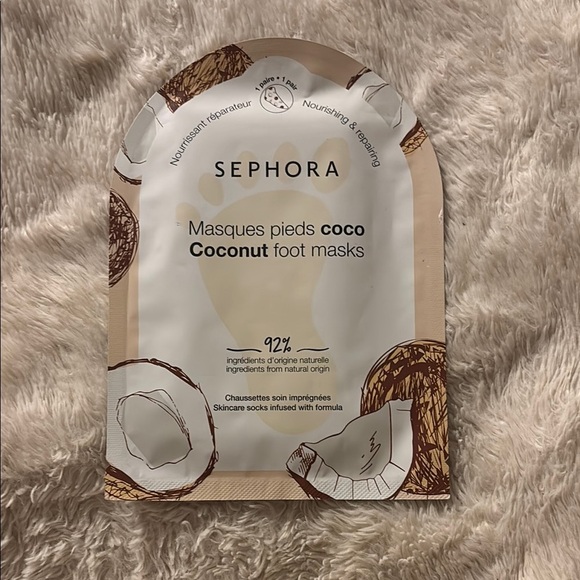 1 paire • 1 pair
Nourrissant réparateur
Nourishing & repairing
SEPHORA
Masques pieds coco
Coconut foot masks
92%
ingrédients d'origine naturelle
ingredients from natural origin
Chaussettes soin imprégnées
Skincare socks infused with formula